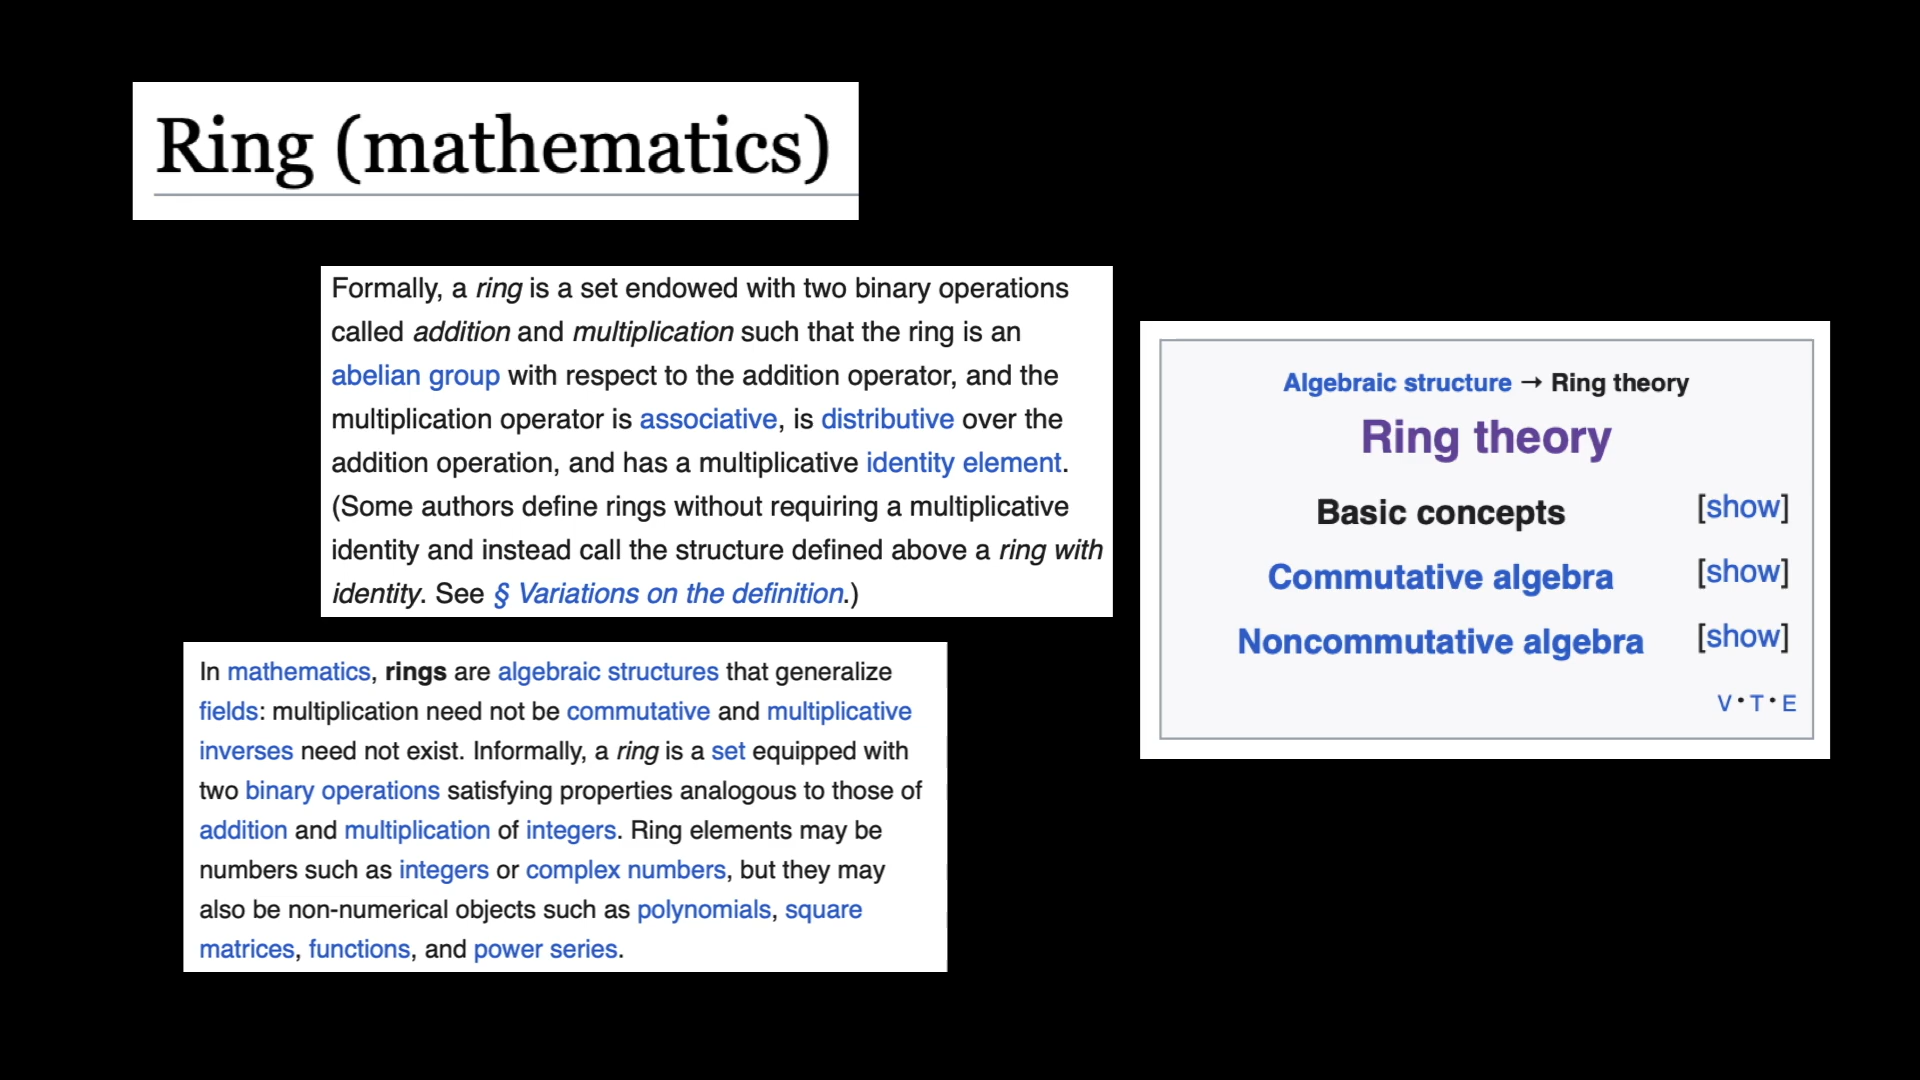 Ring (mathematics)
Formally, a ring is a set endowed with two binary operations
called addition and multiplication such that the ring is an
abelian group with respect to the addition operator, and the
multiplication operator is associative, is distributive over the
addition operation, and has a multiplicative identity element.
(Some authors define rings without requiring a multiplicative
identity and instead call the structure defined above a ring with
identity. See § Variations on the definition.)
In mathematics, rings are algebraic structures that generalize
fields: multiplication need not be commutative and multiplicative
inverses need not exist. Informally, a ring is a set equipped with
two binary operations satisfying properties analogous to those of
addition and multiplication of integers. Ring elements may be
numbers such as integers or complex numbers, but they may
also be non-numerical objects such as polynomials, square
matrices, functions, and power series.
Algebraic structure → Ring theory
Ring theory
Basic concepts [show]
Commutative algebra [show]
Noncommutative algebra [show]
V • T • E